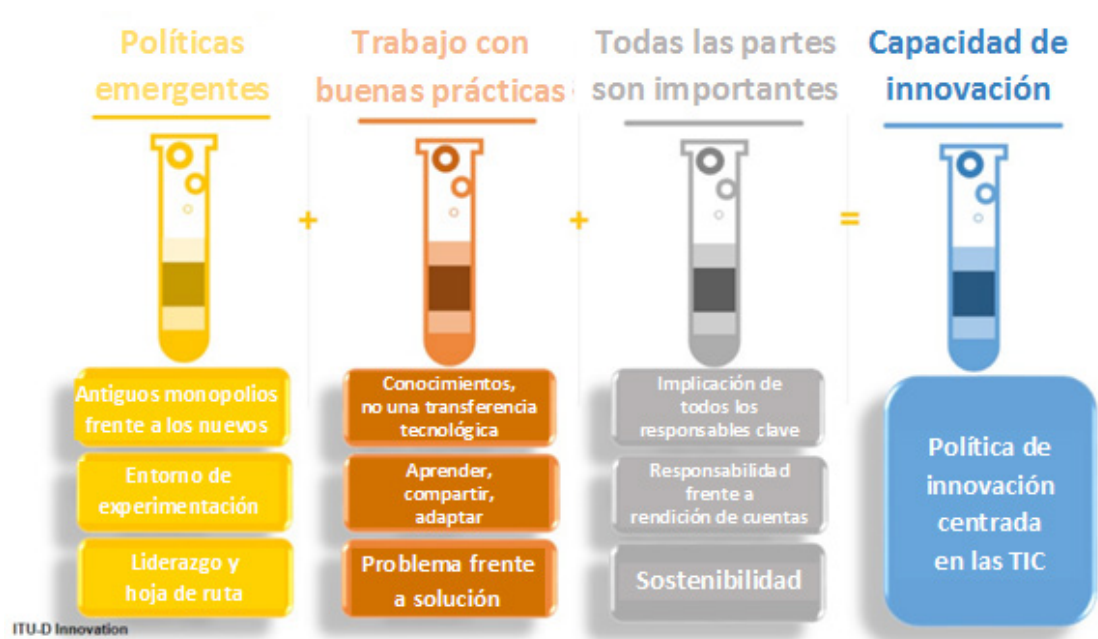 Políticas
emergentes
Trabajo con
buenas prácticas
Todas las partes
son importantes
Capacidad de
innovación
+
+
=
Antiguos monopolios
frente a los nuevos
Entorno de
experimentación
Liderazgo y
hoja de ruta
Conocimientos,
no una transferencia
tecnológica
Aprender,
compartir,
adaptar
Problema frente
a solución
Implicación de
todos los
responsables clave
Responsabilidad
frente a
rendición de cuentas
Sostenibilidad
Política de
innovación
centrada
en las TIC
ITU-D Innovation